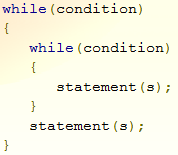 while(condition)
{
    while(condition)
    {
        statement(s);
    }
    statement(s);
}